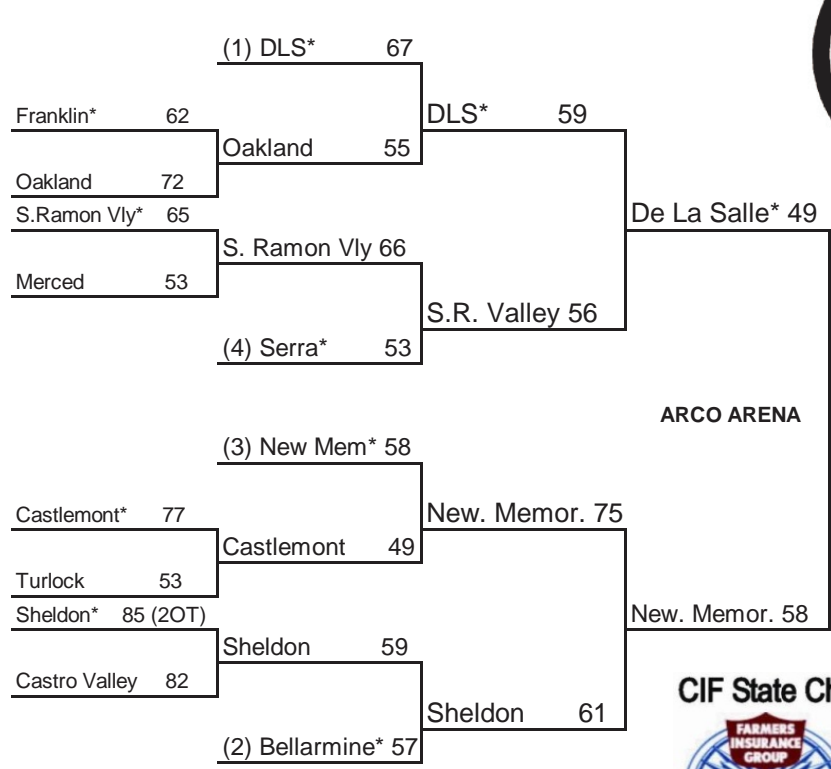 (1) DLS* 67
Franklin* 62
DLS* 59
Oakland 55
Oakland 72
S.Ramon Vly* 65
De La Salle* 49
S. Ramon Vly 66
Merced 53
S.R. Valley 56
(4) Serra* 53
ARCO ARENA
(3) New Mem* 58
Castlemont* 77
New. Memor. 75
Castlemont 49
Turlock 53
Sheldon* 85 (2OT)
New. Memor. 58
Sheldon 59
Castro Valley 82
CIF State Ch
Sheldon 61
(2) Bellarmine* 57
FARMERS
INSURANCE
GROUP